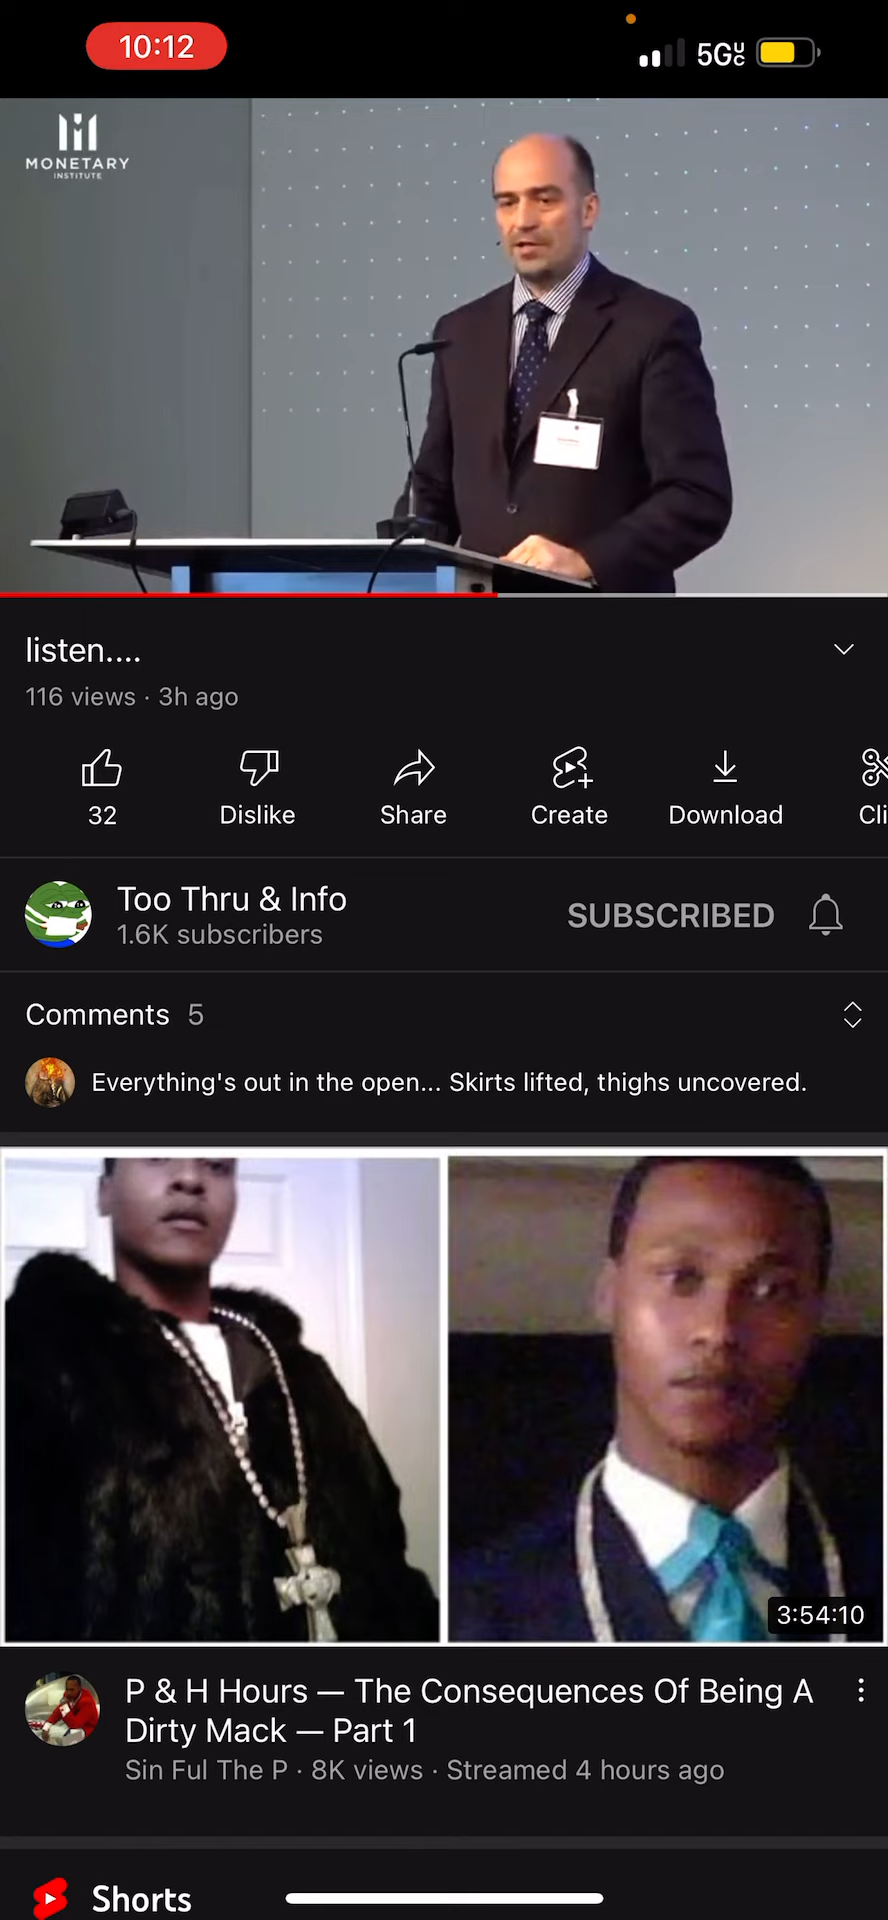 10:12
5G UC
MONETARY
INSTITUTE
listen....
116 views · 3h ago
32
Dislike
Share
Create
Download
Cli
Too Thru & Info
1.6K subscribers
SUBSCRIBED
Comments 5
Everything's out in the open... Skirts lifted, thighs uncovered.
3:54:10
P & H Hours — The Consequences Of Being A
Dirty Mack — Part 1
Sin Ful The P · 8K views · Streamed 4 hours ago
Shorts